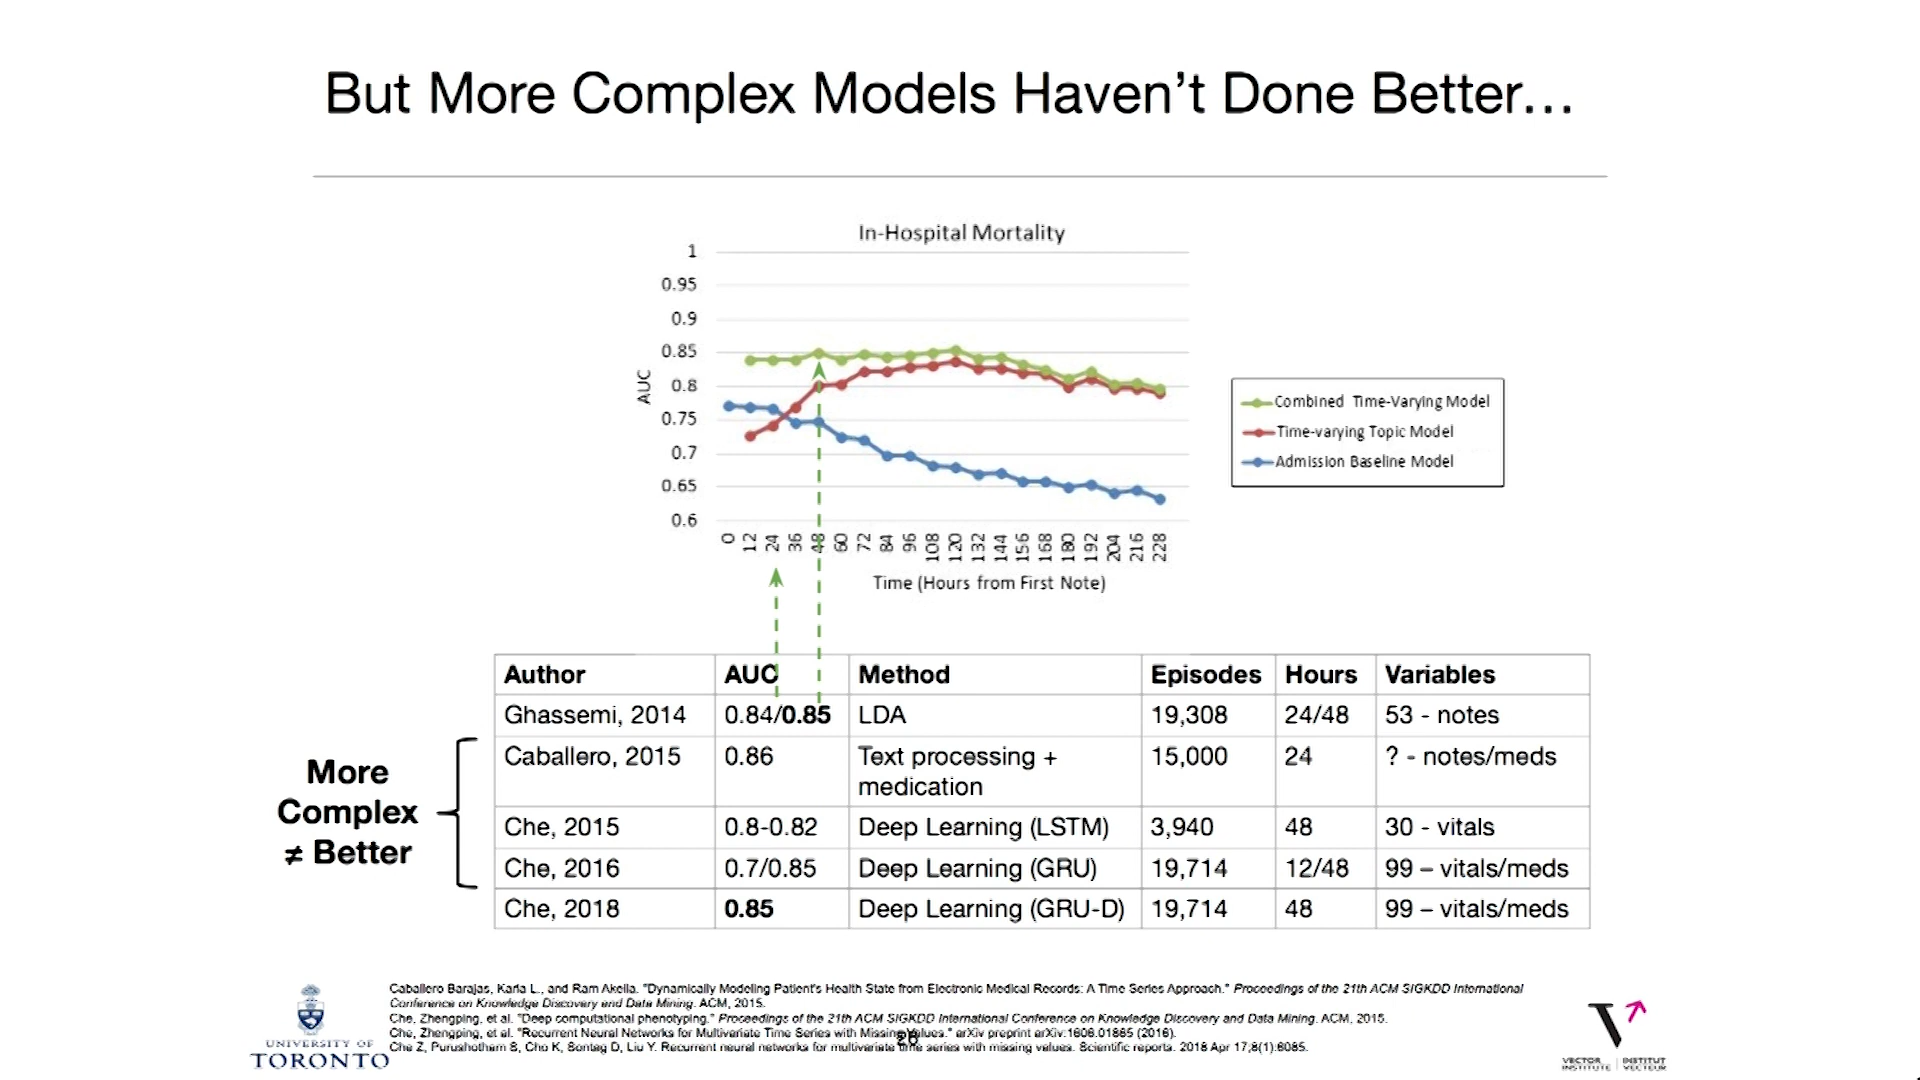 But More Complex Models Haven't Done Better…
In-Hospital Mortality
1
0.95
0.9
0.85
0.8
0.75
0.7
0.65
0.6
AUC
0 12 24 36 48 60 72 84 96 108 120 132 144 156 168 180 192 204 216 228
Time (Hours from First Note)
Combined Time-Varying Model
Time-varying Topic Model
Admission Baseline Model
Author AUC Method Episodes Hours Variables
Ghassemi, 2014 0.84/0.85 LDA 19,308 24/48 53 - notes
Caballero, 2015 0.86 Text processing + 15,000 24 ? - notes/meds
medication
Che, 2015 0.8-0.82 Deep Learning (LSTM) 3,940 48 30 - vitals
Che, 2016 0.7/0.85 Deep Learning (GRU) 19,714 12/48 99 – vitals/meds
Che, 2018 0.85 Deep Learning (GRU-D) 19,714 48 99 – vitals/meds
More
Complex
≠ Better
Caballero Barajas, Karla L., and Ram Akella. "Dynamically Modeling Patient's Health State from Electronic Medical Records: A Time Series Approach." Proceedings of the 21th ACM SIGKDD International
Conference on Knowledge Discovery and Data Mining. ACM, 2015.
Che, Zhengping, et al. "Deep computational phenotyping." Proceedings of the 21th ACM SIGKDD International Conference on Knowledge Discovery and Data Mining. ACM, 2015.
Che, Zhengping, et al. "Recurrent Neural Networks for Multivariate Time Series with Missing Values." arXiv preprint arXiv:1606.01865 (2016).
Che Z, Purushotham S, Cho K, Sontag D, Liu Y. Recurrent neural networks for multivariate time series with missing values. Scientific reports. 2018 Apr 17;8(1):6085.
26
UNIVERSITY OF
TORONTO
VECTOR INSTITUT
INSTITUTE VECTEUR